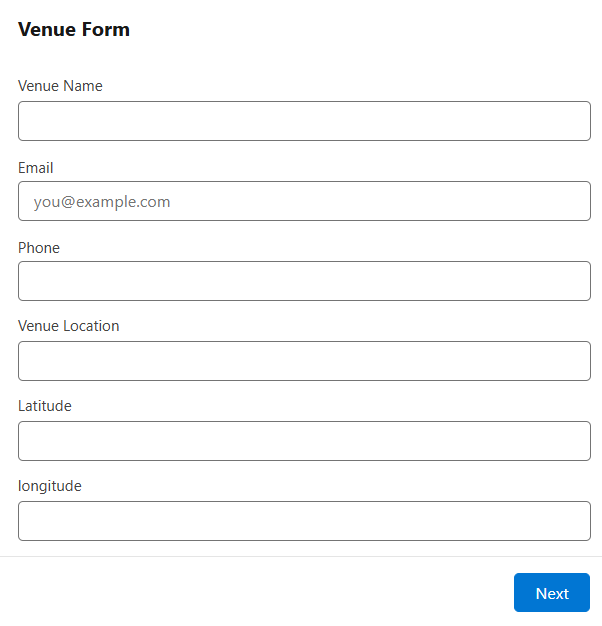 Venue Form
Venue Name
Email
you@example.com
Phone
Venue Location
Latitude
longitude
Next